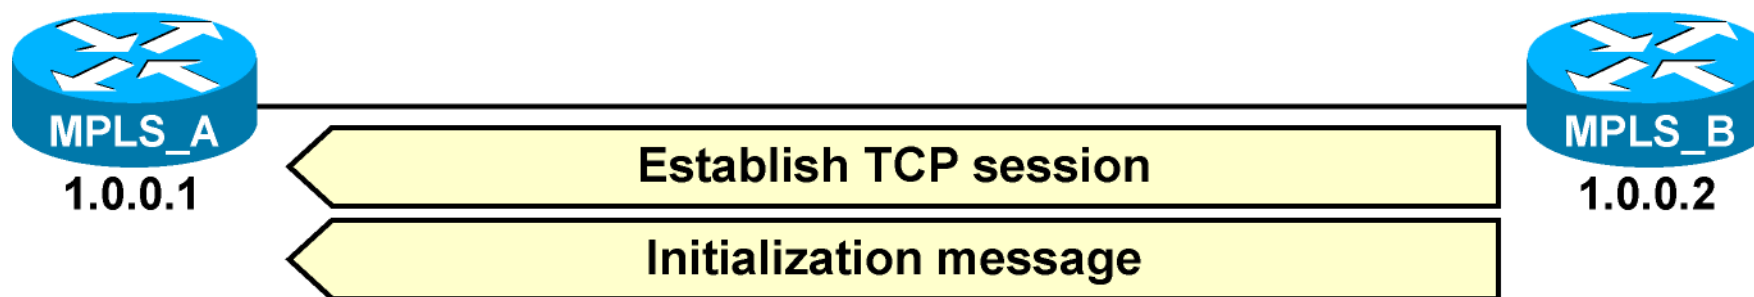 MPLS_A
MPLS_B
Establish TCP session
1.0.0.1
1.0.0.2
Initialization message